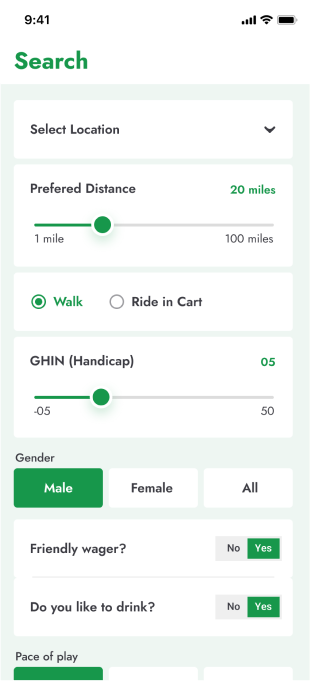 9:41
Search
Select Location
Prefered Distance 20 miles
1 mile 100 miles
Walk Ride in Cart
GHIN (Handicap) 05
-05 50
Gender
Male Female All
Friendly wager? No Yes
Do you like to drink? No Yes
Pace of play